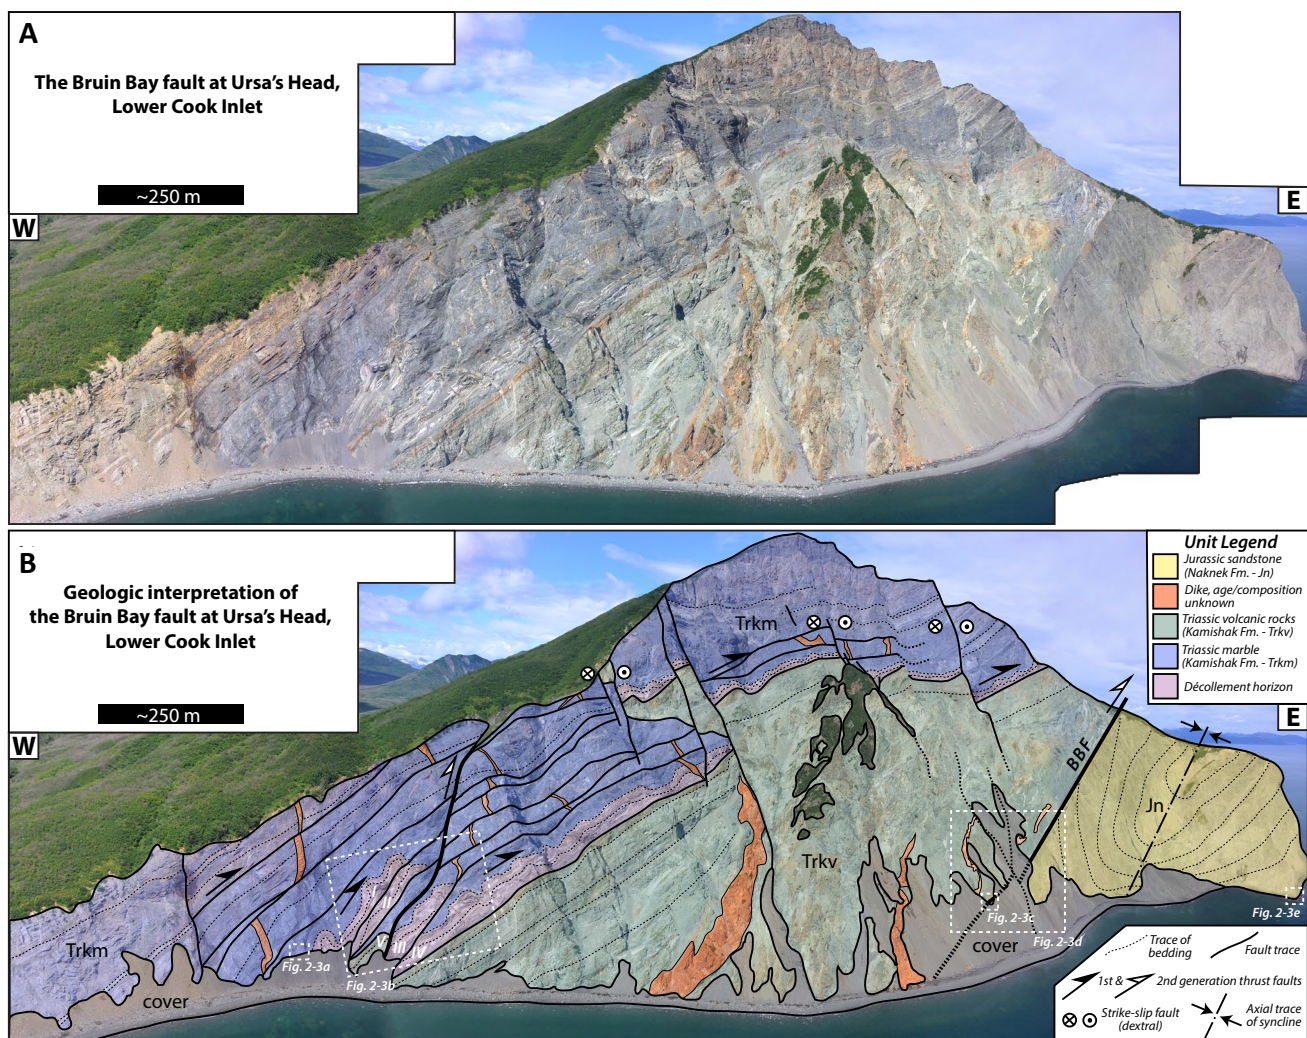 A
The Bruin Bay fault at Ursa's Head,
Lower Cook Inlet
~250 m
W
E
B
Geologic interpretation of
the Bruin Bay fault at Ursa's Head,
Lower Cook Inlet
~250 m
W
E
Unit Legend
Jurassic sandstone
(Naknek Fm. - Jn)
Dike, age/composition
unknown
Triassic volcanic rocks
(Kamishak Fm. - Trkv)
Triassic marble
(Kamishak Fm. - Trkm)
Décollement horizon
Trkm
BBF
Jn
Trkv
I
II
V
III
IV
Trkm
cover
cover
Fig. 2-3a
Fig. 2-3b
Fig. 2-3c
Fig. 2-3d
Fig. 2-3e
Trace of
bedding
Fault trace
1st &
2nd generation thrust faults
Strike-slip fault
(dextral)
Axial trace
of syncline